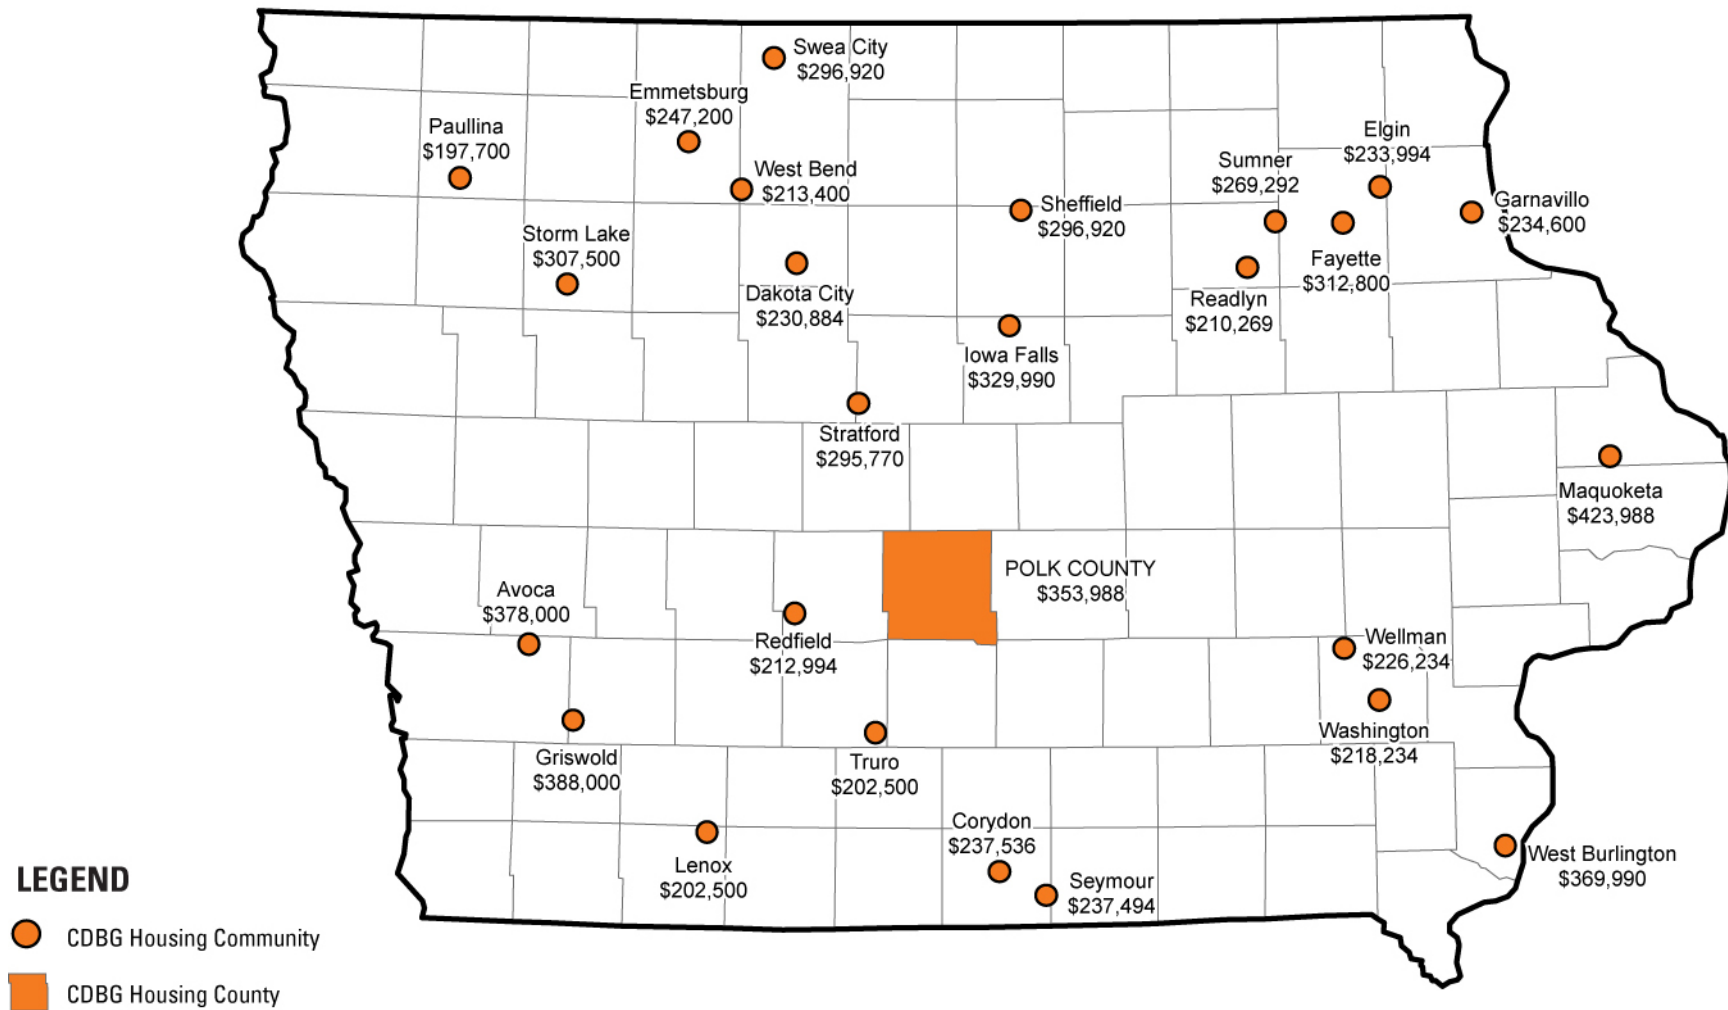 Swea City
$296,920
Emmetsburg
$247,200
Paullina
$197,700
West Bend
$213,400
Elgin
$233,994
Sumner
$269,292
Garnavillo
$234,600
Sheffield
$296,920
Storm Lake
$307,500
Fayette
$312,800
Dakota City
$230,884
Readlyn
$210,269
Iowa Falls
$329,990
Stratford
$295,770
Maquoketa
$423,988
POLK COUNTY
$353,988
Avoca
$378,000
Redfield
$212,994
Wellman
$226,234
Washington
$218,234
Griswold
$388,000
Truro
$202,500
Corydon
$237,536
Lenox
$202,500
Seymour
$237,494
West Burlington
$369,990
LEGEND
CDBG Housing Community
CDBG Housing County